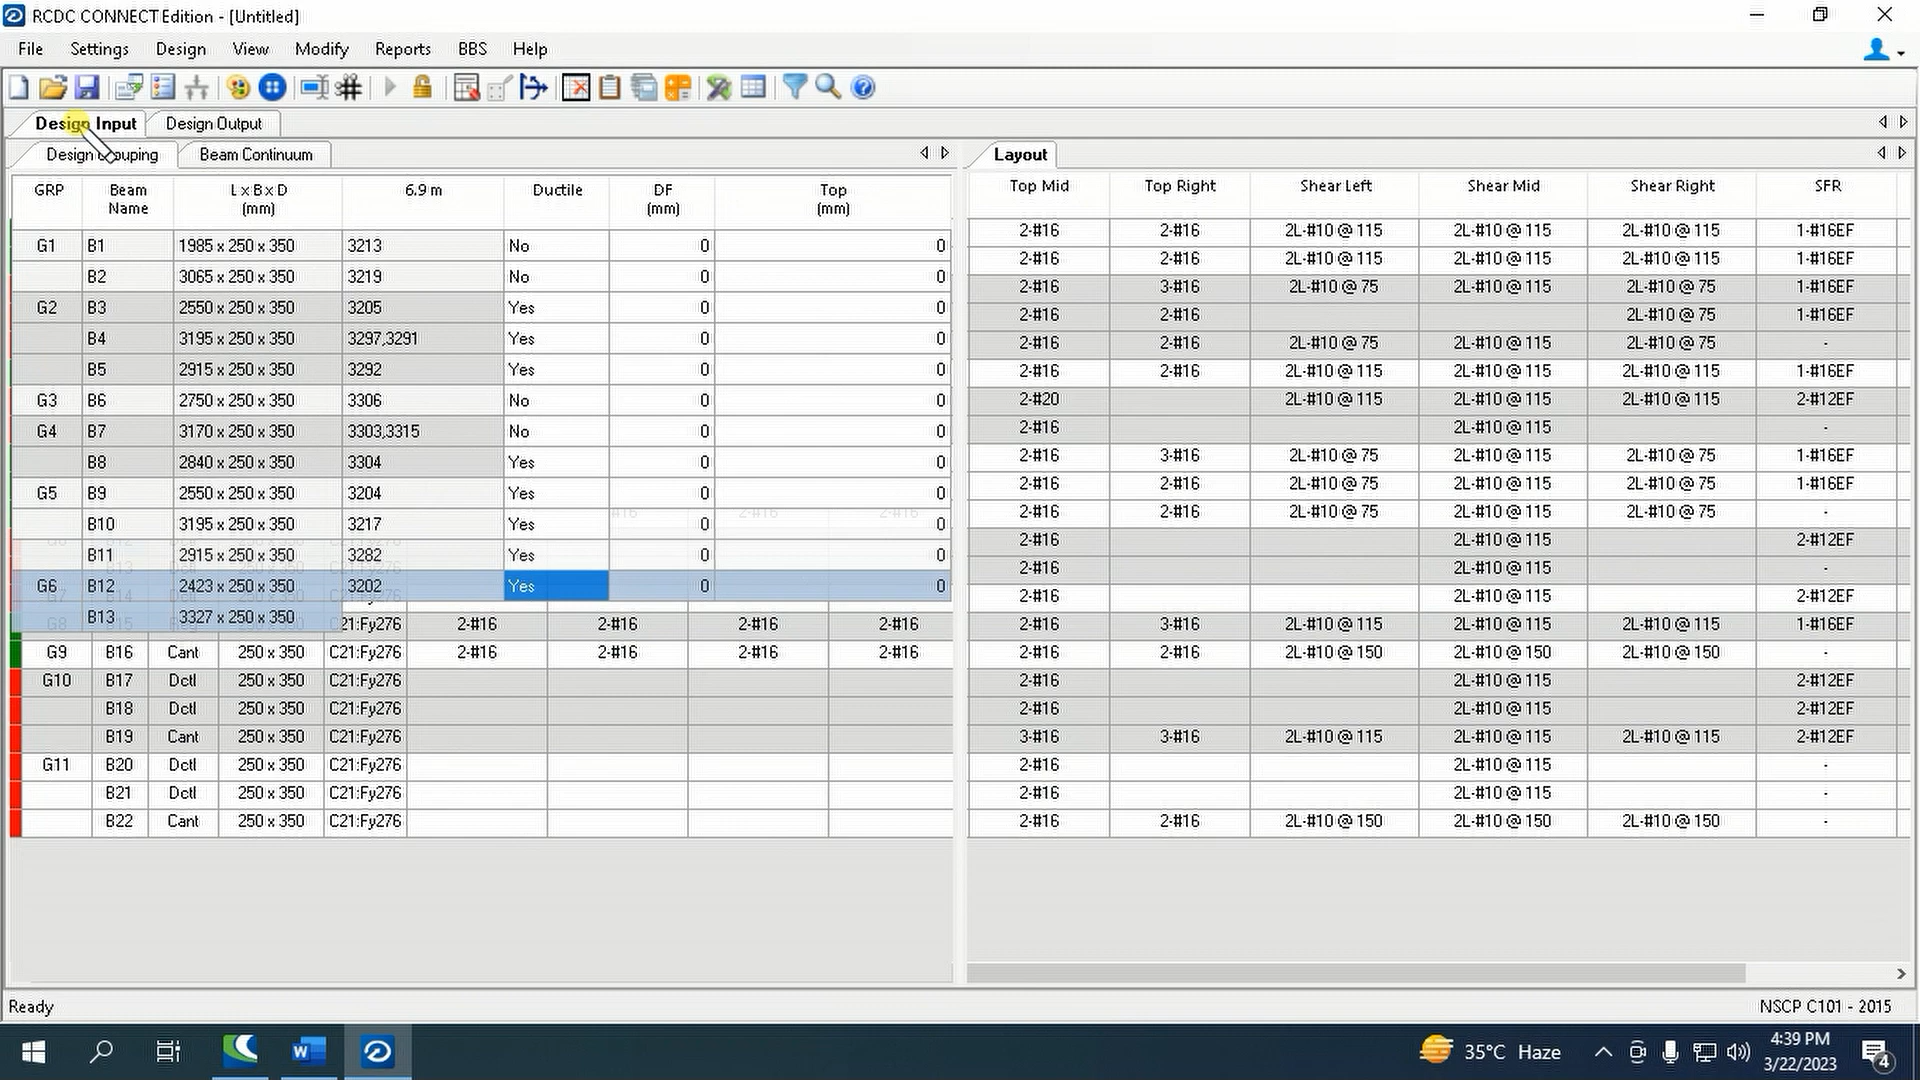 RCDC CONNECT Edition - [Untitled]
File Settings Design View Modify Reports BBS Help
Design Input Design Output
Design Grouping Beam Continuum Layout
GRP Beam Name L x B x D (mm) 6.9 m Ductile DF (mm) Top (mm) Top Mid Top Right Shear Left Shear Mid Shear Right SFR
G1 B1 1985 x 250 x 350 3213 No 0 0
B2 3065 x 250 x 350 3219 No 0 0
G2 B3 2550 x 250 x 350 3205 Yes 0 0
B4 3195 x 250 x 350 3297,3291 Yes 0 0
B5 2915 x 250 x 350 3292 Yes 0 0
G3 B6 2750 x 250 x 350 3306 No 0 0
G4 B7 3170 x 250 x 350 3303,3315 No 0 0
B8 2840 x 250 x 350 3304 Yes 0 0
G5 B9 2550 x 250 x 350 3204 Yes 0 0
B10 3195 x 250 x 350 3217 Yes 0 0
B11 2915 x 250 x 350 3282 Yes 0 0
G6 B12 2423 x 250 x 350 3202 Yes 0 0
B13 3327 x 250 x 350
C21:Fy276 2-#16 2-#16 2-#16 2-#16
G9 B16 Cant 250 x 350 C21:Fy276 2-#16 2-#16 2-#16 2-#16
G10 B17 Dctl 250 x 350 C21:Fy276
B18 Dctl 250 x 350 C21:Fy276
B19 Cant 250 x 350 C21:Fy276
G11 B20 Dctl 250 x 350 C21:Fy276
B21 Dctl 250 x 350 C21:Fy276
B22 Cant 250 x 350 C21:Fy276
2-#16 2-#16 2L-#10 @ 115 2L-#10 @ 115 2L-#10 @ 115 1-#16EF
2-#16 2-#16 2L-#10 @ 115 2L-#10 @ 115 2L-#10 @ 115 1-#16EF
2-#16 3-#16 2L-#10 @ 75 2L-#10 @ 115 2L-#10 @ 75 1-#16EF
2-#16 2-#16 2L-#10 @ 75 1-#16EF
2-#16 2-#16 2L-#10 @ 75 2L-#10 @ 115 2L-#10 @ 75 -
2-#16 2-#16 2L-#10 @ 115 2L-#10 @ 115 2L-#10 @ 115 1-#16EF
2-#20 2L-#10 @ 115 2L-#10 @ 115 2L-#10 @ 115 2-#12EF
2-#16 2L-#10 @ 115 -
2-#16 3-#16 2L-#10 @ 75 2L-#10 @ 115 2L-#10 @ 75 1-#16EF
2-#16 2-#16 2L-#10 @ 75 2L-#10 @ 115 2L-#10 @ 75 1-#16EF
2-#16 2-#16 2L-#10 @ 75 2L-#10 @ 115 2L-#10 @ 75 -
2-#16 2L-#10 @ 115 2-#12EF
2-#16 2L-#10 @ 115 -
2-#16 2L-#10 @ 115 2-#12EF
2-#16 3-#16 2L-#10 @ 115 2L-#10 @ 115 2L-#10 @ 115 1-#16EF
2-#16 2-#16 2L-#10 @ 150 2L-#10 @ 150 2L-#10 @ 150 -
2-#16 2L-#10 @ 115 2-#12EF
2-#16 2L-#10 @ 115 2-#12EF
3-#16 3-#16 2L-#10 @ 115 2L-#10 @ 115 2L-#10 @ 115 2-#12EF
2-#16 2L-#10 @ 115 -
2-#16 2L-#10 @ 115 -
2-#16 2-#16 2L-#10 @ 150 2L-#10 @ 150 2L-#10 @ 150 -
Ready NSCP C101 - 2015
35°C Haze 4:39 PM
3/22/2023 4